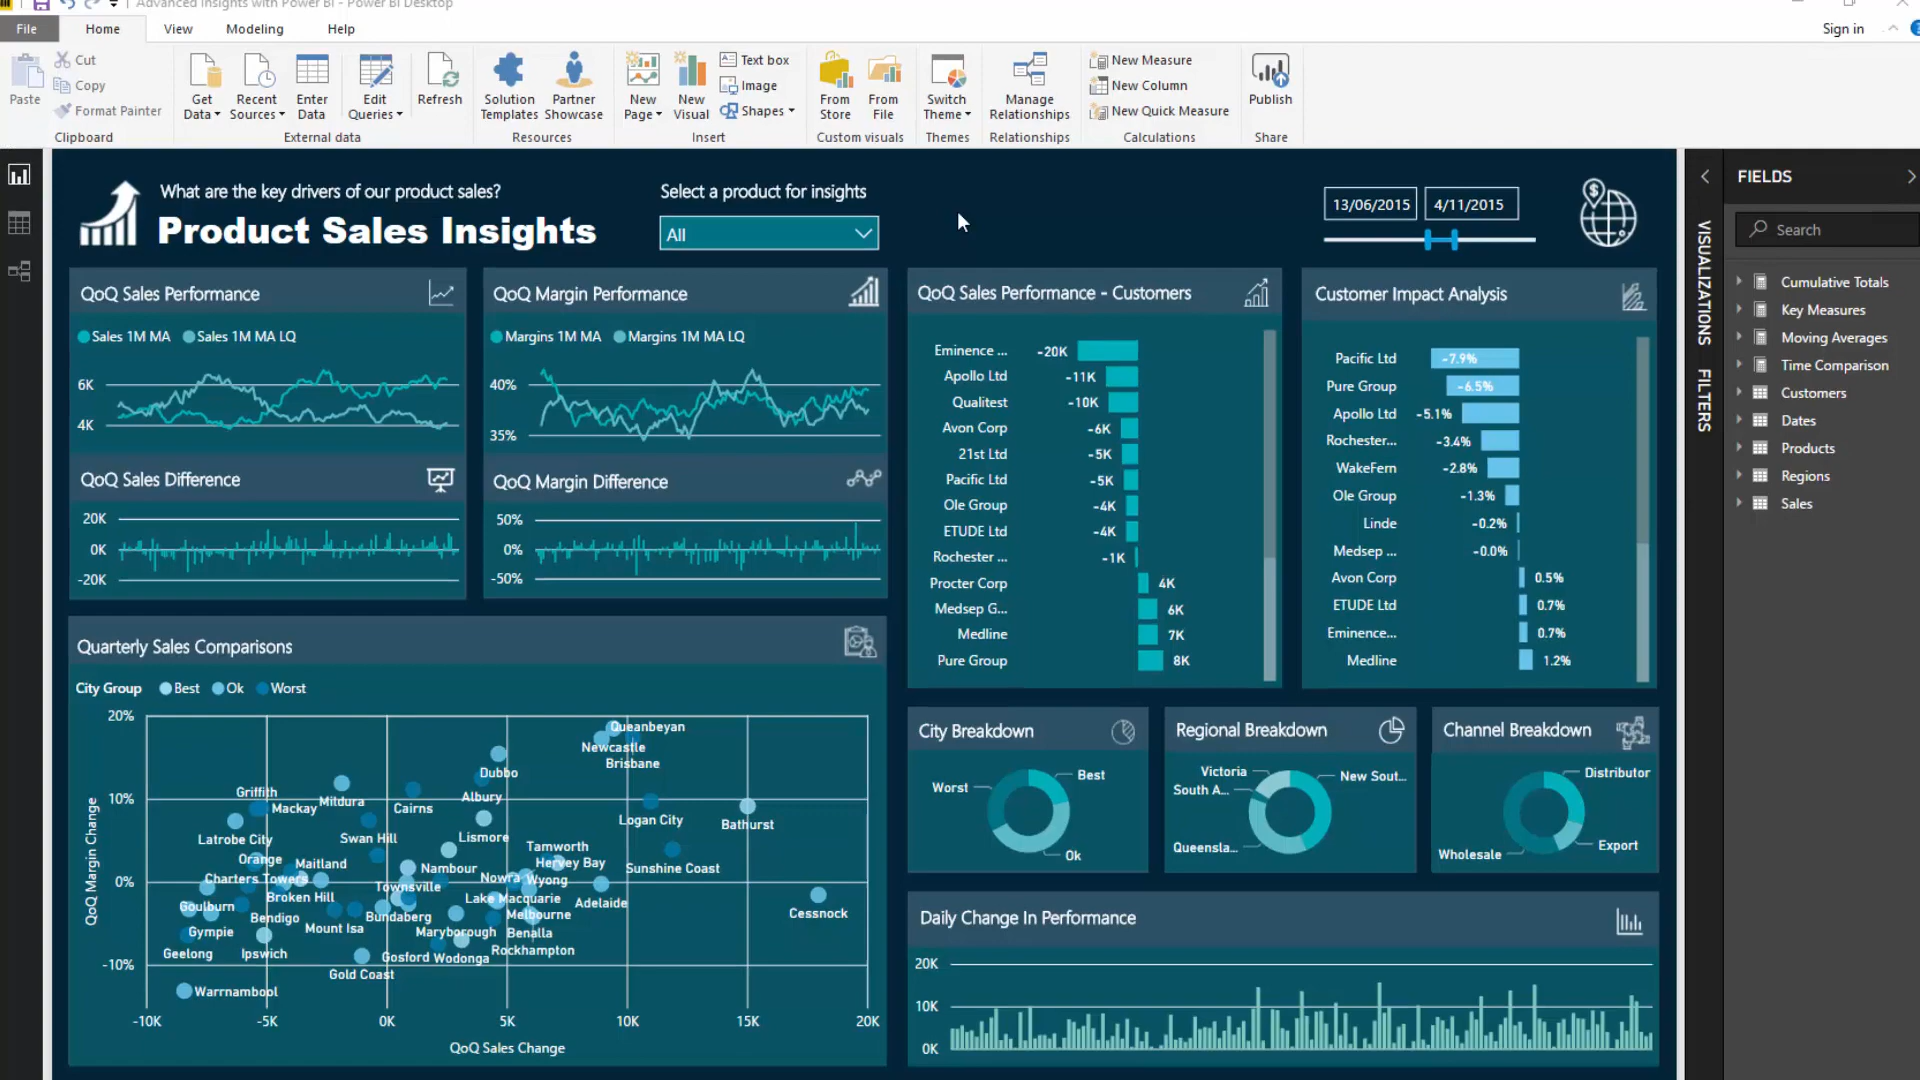 Advanced Insights with Power BI - Power BI Desktop
File Home View Modeling Help Sign in
Paste Cut Copy Format Painter
Get Data Recent Sources Enter Data Edit Queries Refresh
Solution Templates Partner Showcase
New Page New Visual Text box Image Shapes
From Store From File Switch Theme Manage Relationships
New Measure New Column New Quick Measure Publish
Clipboard External data Resources Insert Custom visuals Themes Relationships Calculations Share
What are the key drivers of our product sales?
Product Sales Insights
Select a product for insights
All
13/06/2015 4/11/2015
QoQ Sales Performance
Sales 1M MA Sales 1M MA LQ
6K
4K
QoQ Sales Difference
20K
0K
-20K
QoQ Margin Performance
Margins 1M MA Margins 1M MA LQ
40%
35%
QoQ Margin Difference
50%
0%
-50%
QoQ Sales Performance - Customers
Eminence ... -20K
Apollo Ltd -11K
Qualitest -10K
Avon Corp -6K
21st Ltd -5K
Pacific Ltd -5K
Ole Group -4K
ETUDE Ltd -4K
Rochester ... -1K
Procter Corp 4K
Medsep G... 6K
Medline 7K
Pure Group 8K
Customer Impact Analysis
Pacific Ltd -7.9%
Pure Group -6.5%
Apollo Ltd -5.1%
Rochester... -3.4%
WakeFern -2.8%
Ole Group -1.3%
Linde -0.2%
Medsep ... -0.0%
Avon Corp 0.5%
ETUDE Ltd 0.7%
Eminence... 0.7%
Medline 1.2%
Quarterly Sales Comparisons
City Group Best Ok Worst
QoQ Margin Change
20%
10%
0%
-10%
Queanbeyan
Newcastle
Brisbane
Dubbo
Griffith
Mackay
Mildura
Cairns
Albury
Logan City
Bathurst
Latrobe City
Swan Hill
Lismore
Tamworth
Orange
Maitland
Nambour
Hervey Bay
Sunshine Coast
Charters Towers
Townsville
Nowra
Wyong
Broken Hill
Lake Macquarie
Adelaide
Goulburn
Bendigo
Bundaberg
Melbourne
Cessnock
Gympie
Mount Isa
Maryborough
Benalla
Geelong
Ipswich
Gosford
Wodonga
Rockhampton
Gold Coast
Warrnambool
-10K -5K 0K 5K 10K 15K 20K
QoQ Sales Change
City Breakdown
Worst
Best
Ok
Regional Breakdown
Victoria
South A...
New Sout...
Queensla...
Channel Breakdown
Distributor
Export
Wholesale
Daily Change In Performance
20K
10K
0K
VISUALIZATIONS
FILTERS
FIELDS
Search
Cumulative Totals
Key Measures
Moving Averages
Time Comparison
Customers
Dates
Products
Regions
Sales